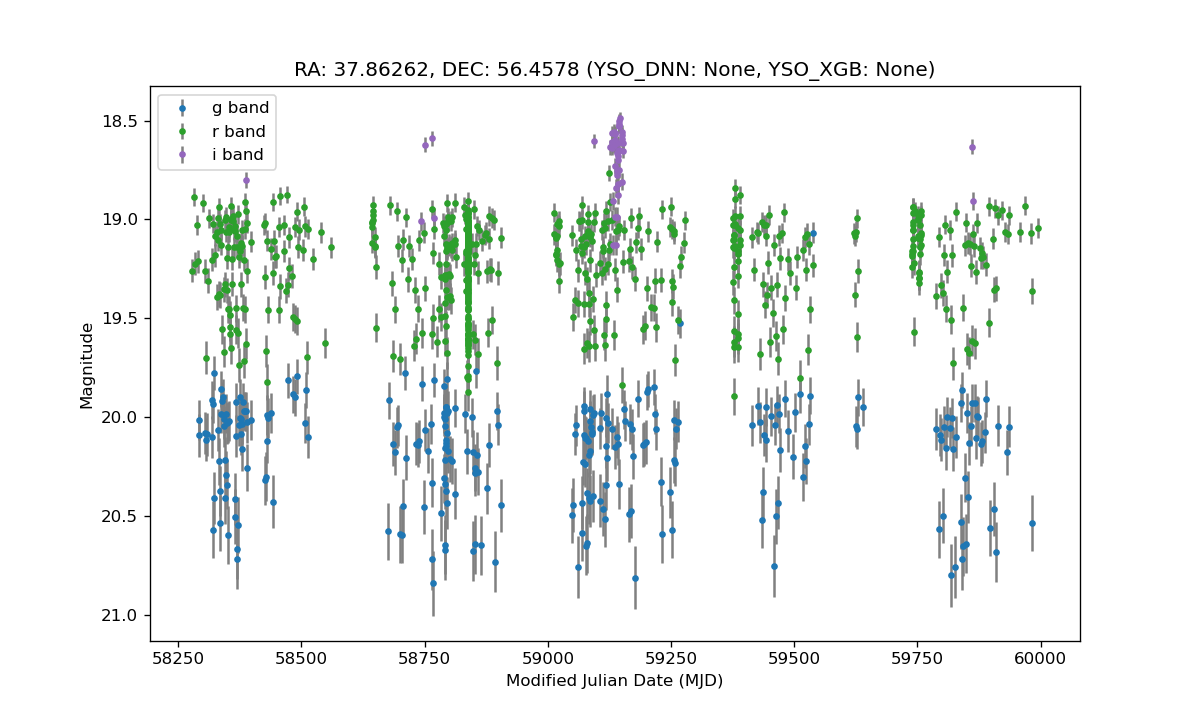 RA: 37.86262, DEC: 56.4578 (YSO_DNN: None, YSO_XGB: None)
g band
r band
i band
18.5
19.0
19.5
20.0
20.5
21.0
Magnitude
58250 58500 58750 59000 59250 59500 59750 60000
Modified Julian Date (MJD)